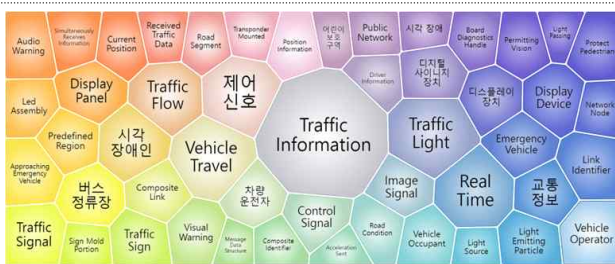 Audio
Warning
Simultaneously
Receives
Information
Current
Position
Received
Traffic
Data
Road
Segment
Transponder
Mounted
Position
Information
어린이
보호
구역
Public
Network
시각 장애
Board
Diagnostics
Handle
Permitting
Vision
Light
Passing
Protect
Pedestrian
Led
Assembly
Display
Panel
Traffic
Flow
제어
신호
Driver
Information
디지털
사이니지
장치
디스플레이
장치
Display
Device
Network
Node
Predefined
Region
시각
장애인
Vehicle
Travel
Traffic
Information
Traffic
Light
Emergency
Vehicle
Link
Identifier
Approaching
Emergency
Vehicle
버스
정류장
Composite
Link
차량
운전자
Image
Signal
Real
Time
교통
정보
Traffic
Signal
Sign Mold
Portion
Traffic
Sign
Visual
Warning
Message
Data
Structure
Composite
Identifier
Control
Signal
Acceleration
Sent
Road
Condition
Vehicle
Occupant
Light
Source
Light
Emitting
Particle
Vehicle
Operator